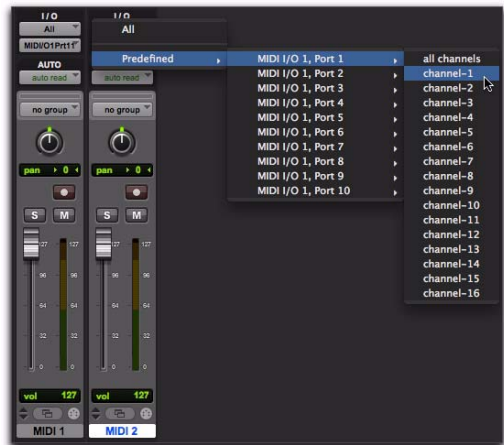 I/O
All
MIDI/O1Prt11
AUTO
auto read
no group
pan 0
S M
127 127
96 96
64 64
32 32
0 0
vol 127
MIDI 1
I/O
auto read
no group
pan 0
S M
127 127
96 96
64 64
32 32
0 0
vol 127
MIDI 2
All
Predefined
MIDI I/O 1, Port 1
MIDI I/O 1, Port 2
MIDI I/O 1, Port 3
MIDI I/O 1, Port 4
MIDI I/O 1, Port 5
MIDI I/O 1, Port 6
MIDI I/O 1, Port 7
MIDI I/O 1, Port 8
MIDI I/O 1, Port 9
MIDI I/O 1, Port 10
all channels
channel-1
channel-2
channel-3
channel-4
channel-5
channel-6
channel-7
channel-8
channel-9
channel-10
channel-11
channel-12
channel-13
channel-14
channel-15
channel-16